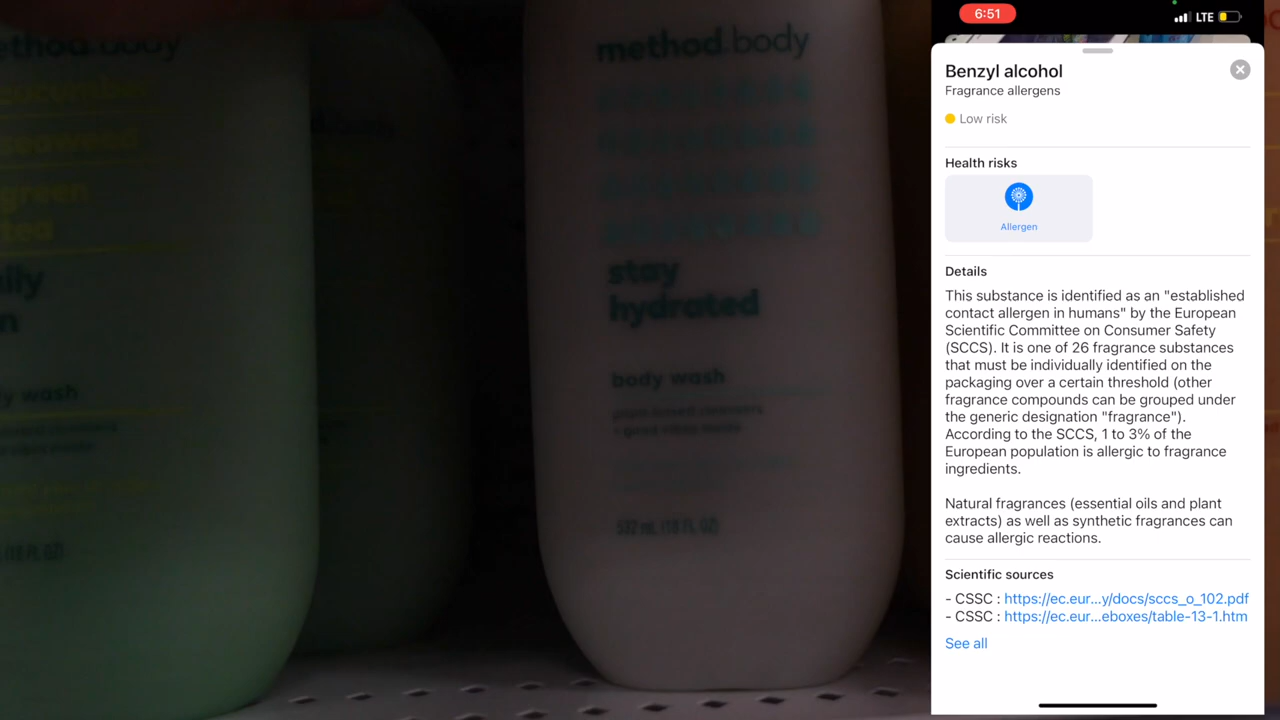 ethod.body
green
tea
body wash
(18 FL OZ)
method.body
stay
hydrated
body wash
plant-based cleansers
+ good vibes inside
532 mL (18 FL OZ)
6:51
LTE
Benzyl alcohol
Fragrance allergens
Low risk
Health risks
Allergen
Details
This substance is identified as an "established
contact allergen in humans" by the European
Scientific Committee on Consumer Safety
(SCCS). It is one of 26 fragrance substances
that must be individually identified on the
packaging over a certain threshold (other
fragrance compounds can be grouped under
the generic designation "fragrance").
According to the SCCS, 1 to 3% of the
European population is allergic to fragrance
ingredients.
Natural fragrances (essential oils and plant
extracts) as well as synthetic fragrances can
cause allergic reactions.
Scientific sources
- CSSC : https://ec.eur...y/docs/sccs_o_102.pdf
- CSSC : https://ec.eur...eboxes/table-13-1.htm
See all